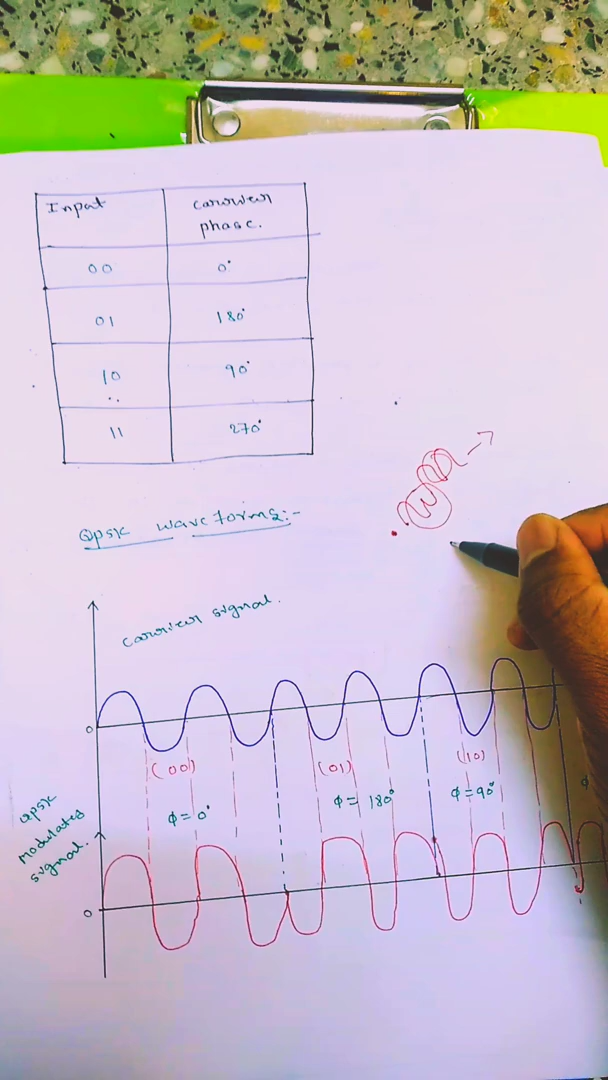 Input
carrier
phase.
00
0°
01
180°
10
90°
11
270°
Qpsk waveforms:-
carrier signal.
0
(00)
(01)
(10)
ϕ= 0°
ϕ= 180°
ϕ= 90°
ϕ
Qpsk
modulated
signal.
0